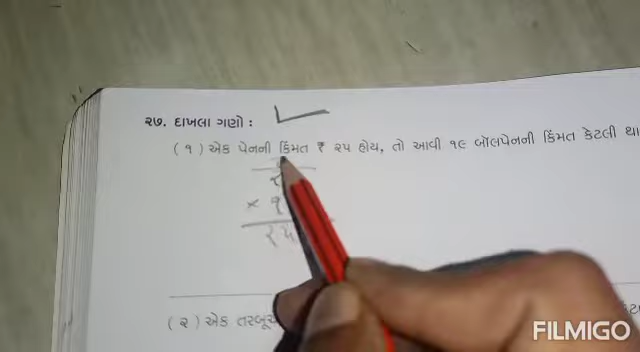 ૨૭. દાખલા ગણો :
(૧) એક પેનની કિંમત ₹ ૨૫ હોય, તો આવી ૧૯ બૉલપેનની કિંમત કેટલી થા
×
(૨) એક તરબૂચ
FILMIGO